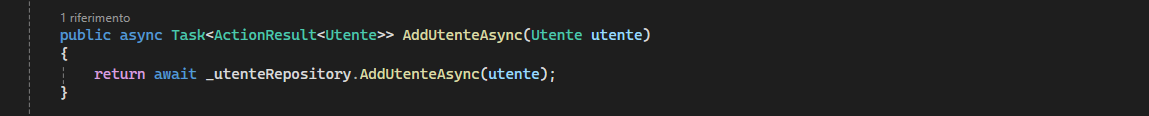 1 riferimento
public async Task<ActionResult<Utente>> AddUtenteAsync(Utente utente)
{
return await _utenteRepository.AddUtenteAsync(utente);
}